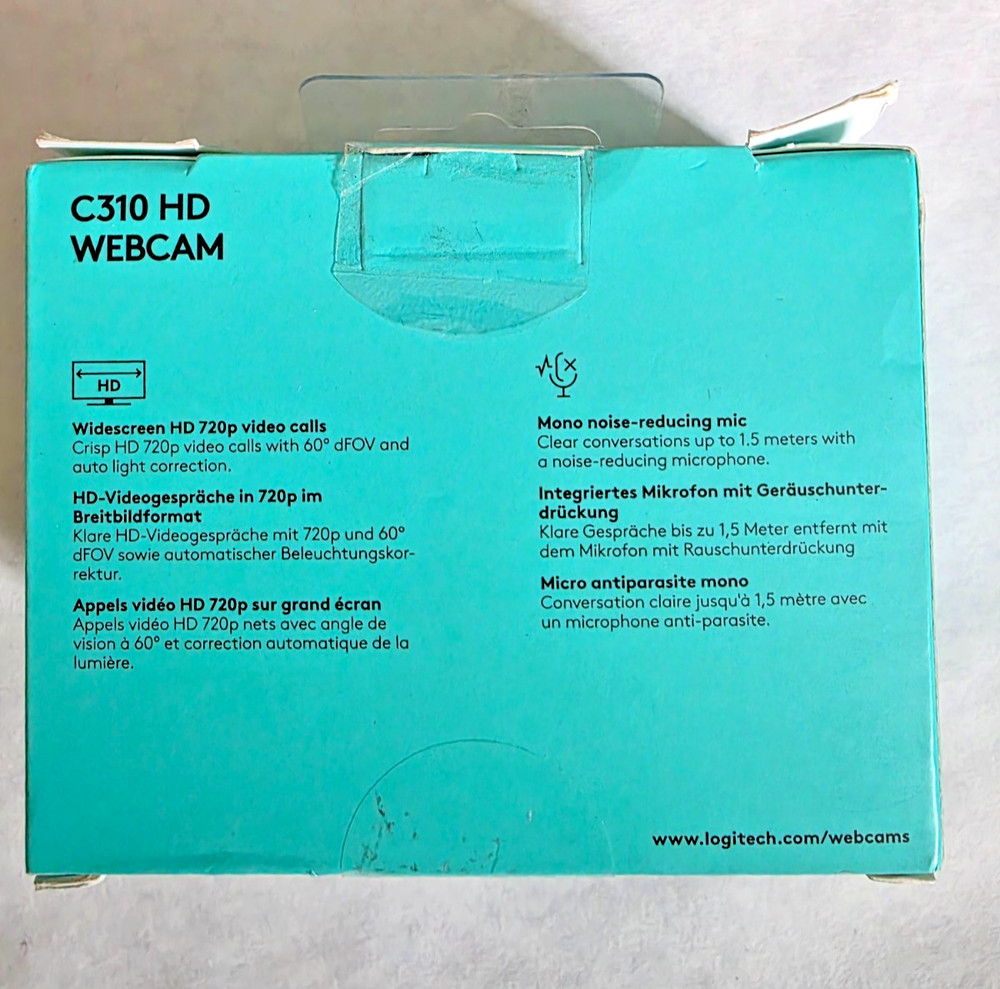 C310 HD
WEBCAM
HD
Widescreen HD 720p video calls
Crisp HD 720p video calls with 60° dFOV and
auto light correction.
HD-Videogespräche in 720p im
Breitbildformat
Klare HD-Videogespräche mit 720p und 60°
dFOV sowie automatischer Beleuchtungskor-
rektur.
Appels vidéo HD 720p sur grand écran
Appels vidéo HD 720p nets avec angle de
vision à 60° et correction automatique de la
lumière.
Mono noise-reducing mic
Clear conversations up to 1.5 meters with
a noise-reducing microphone.
Integriertes Mikrofon mit Geräuschunter-
drückung
Klare Gespräche bis zu 1,5 Meter entfernt mit
dem Mikrofon mit Rauschunterdrückung
Micro antiparasite mono
Conversation claire jusqu'à 1,5 mètre avec
un microphone anti-parasite.
www.logitech.com/webcams